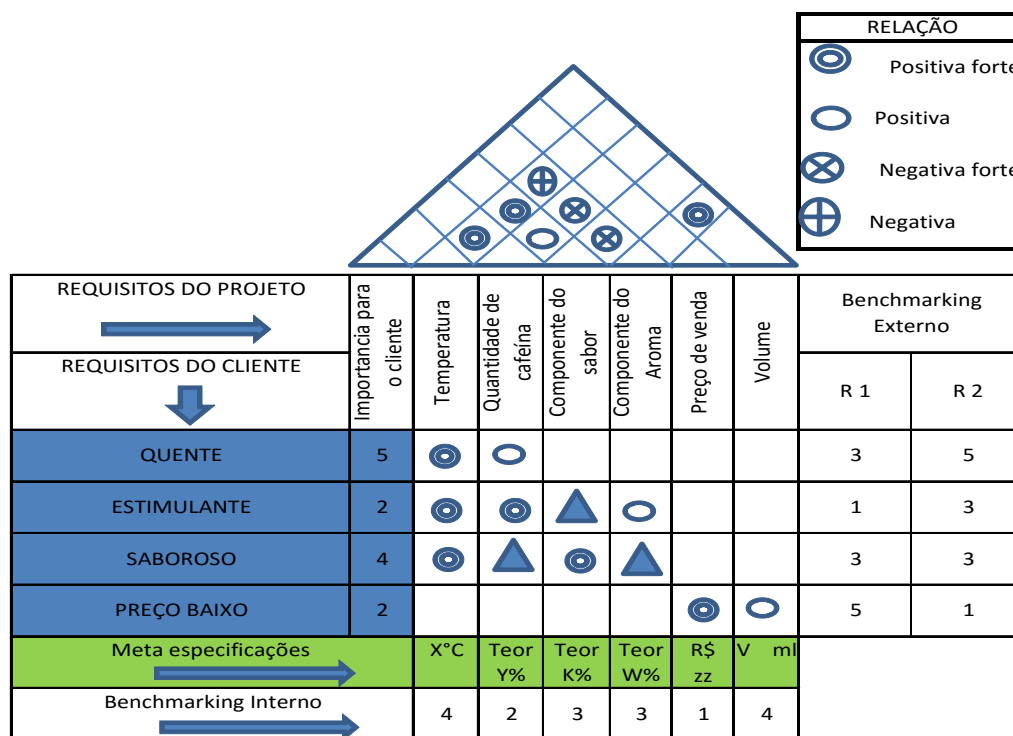 RELAÇÃO
Positiva forte
Positiva
Negativa forte
Negativa
REQUISITOS DO PROJETO
Importancia para
o cliente
Temperatura
Quantidade de
cafeína
Componente do
sabor
Componente do
Aroma
Preço de venda
Volume
Benchmarking
Externo
REQUISITOS DO CLIENTE
R 1
R 2
QUENTE
5
3
5
ESTIMULANTE
2
1
3
SABOROSO
4
3
3
PREÇO BAIXO
2
5
1
Meta especificações
X°C
Teor
Y%
Teor
K%
Teor
W%
R$
zz
V ml
Benchmarking Interno
4
2
3
3
1
4